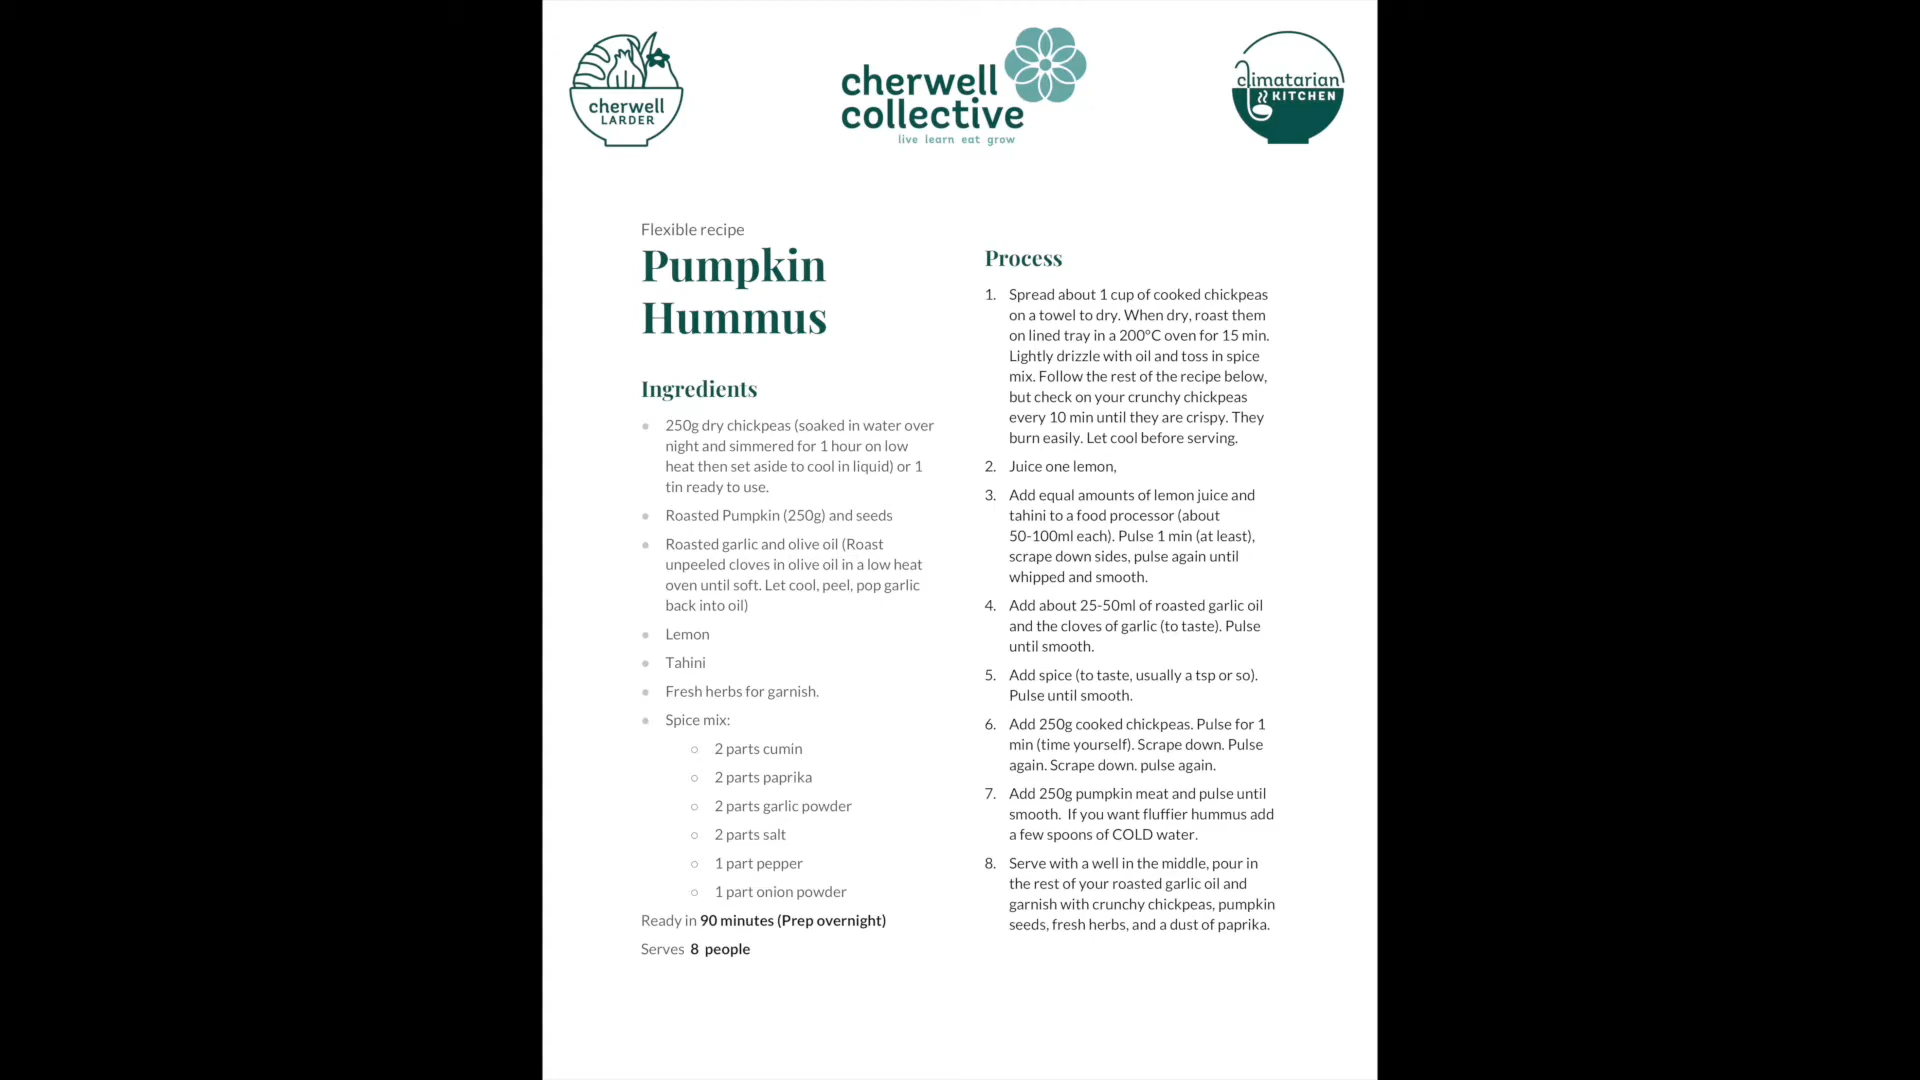 cherwell
LARDER
cherwell
collective
live learn eat grow
climatarian
KITCHEN
Flexible recipe
Pumpkin
Hummus
Ingredients
250g dry chickpeas (soaked in water over
night and simmered for 1 hour on low
heat then set aside to cool in liquid) or 1
tin ready to use.
Roasted Pumpkin (250g) and seeds
Roasted garlic and olive oil (Roast
unpeeled cloves in olive oil in a low heat
oven until soft. Let cool, peel, pop garlic
back into oil)
Lemon
Tahini
Fresh herbs for garnish.
Spice mix:
2 parts cumin
2 parts paprika
2 parts garlic powder
2 parts salt
1 part pepper
1 part onion powder
Ready in 90 minutes (Prep overnight)
Serves 8 people
Process
1. Spread about 1 cup of cooked chickpeas
on a towel to dry. When dry, roast them
on lined tray in a 200°C oven for 15 min.
Lightly drizzle with oil and toss in spice
mix. Follow the rest of the recipe below,
but check on your crunchy chickpeas
every 10 min until they are crispy. They
burn easily. Let cool before serving.
2. Juice one lemon,
3. Add equal amounts of lemon juice and
tahini to a food processor (about
50-100ml each). Pulse 1 min (at least),
scrape down sides, pulse again until
whipped and smooth.
4. Add about 25-50ml of roasted garlic oil
and the cloves of garlic (to taste). Pulse
until smooth.
5. Add spice (to taste, usually a tsp or so).
Pulse until smooth.
6. Add 250g cooked chickpeas. Pulse for 1
min (time yourself). Scrape down. Pulse
again. Scrape down. pulse again.
7. Add 250g pumpkin meat and pulse until
smooth. If you want fluffier hummus add
a few spoons of COLD water.
8. Serve with a well in the middle, pour in
the rest of your roasted garlic oil and
garnish with crunchy chickpeas, pumpkin
seeds, fresh herbs, and a dust of paprika.